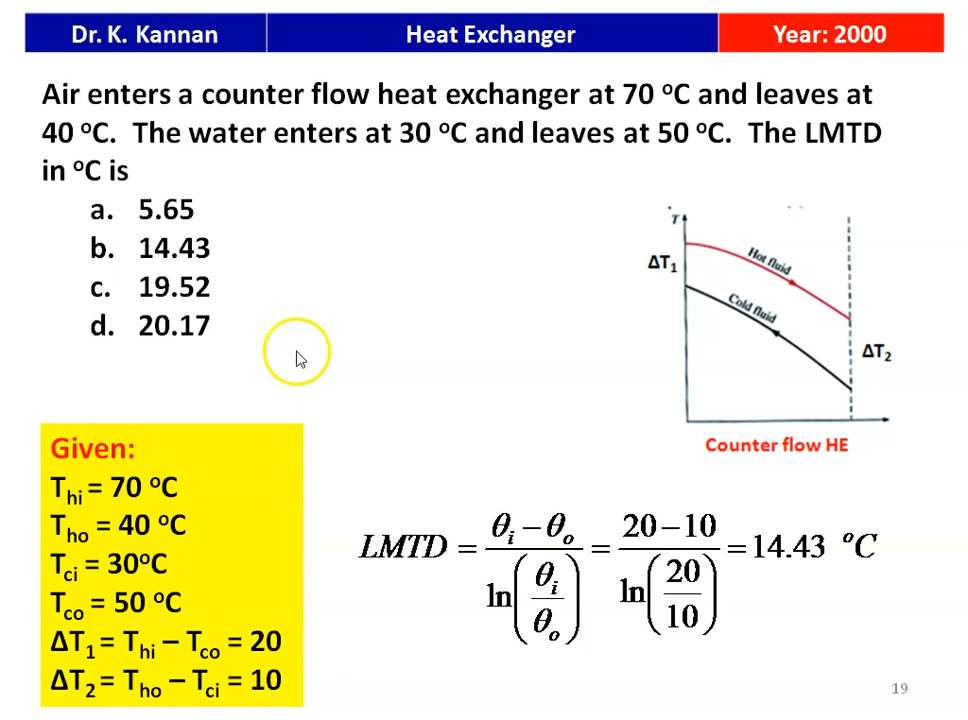 Dr. K. Kannan
Heat Exchanger
Year: 2000
Air enters a counter flow heat exchanger at 70 °C and leaves at
40 °C. The water enters at 30 °C and leaves at 50 °C. The LMTD
in °C is
a. 5.65
b. 14.43
c. 19.52
d. 20.17
T
ΔT₁
Hot fluid
Cold fluid
ΔT₂
Counter flow HE
Given:
T_hi = 70 °C
T_ho = 40 °C
T_ci = 30°C
T_co = 50 °C
ΔT₁ = T_hi – T_co = 20
ΔT₂ = T_ho – T_ci = 10
LMTD = (θ_i − θ_o) / ln(θ_i / θ_o) = (20 − 10) / ln(20 / 10) = 14.43 °C
19